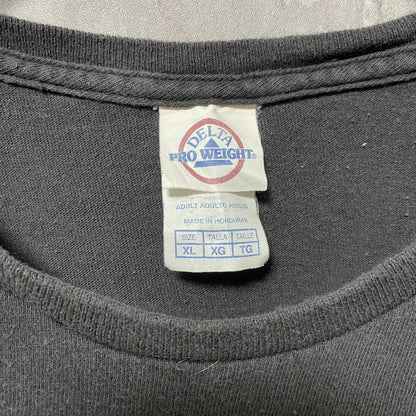 DELTA
PRO WEIGHT®
ADULT ADULTO ADULTE
MADE IN HONDURAS
SIZE TALLA TAILLE
XL XG TG